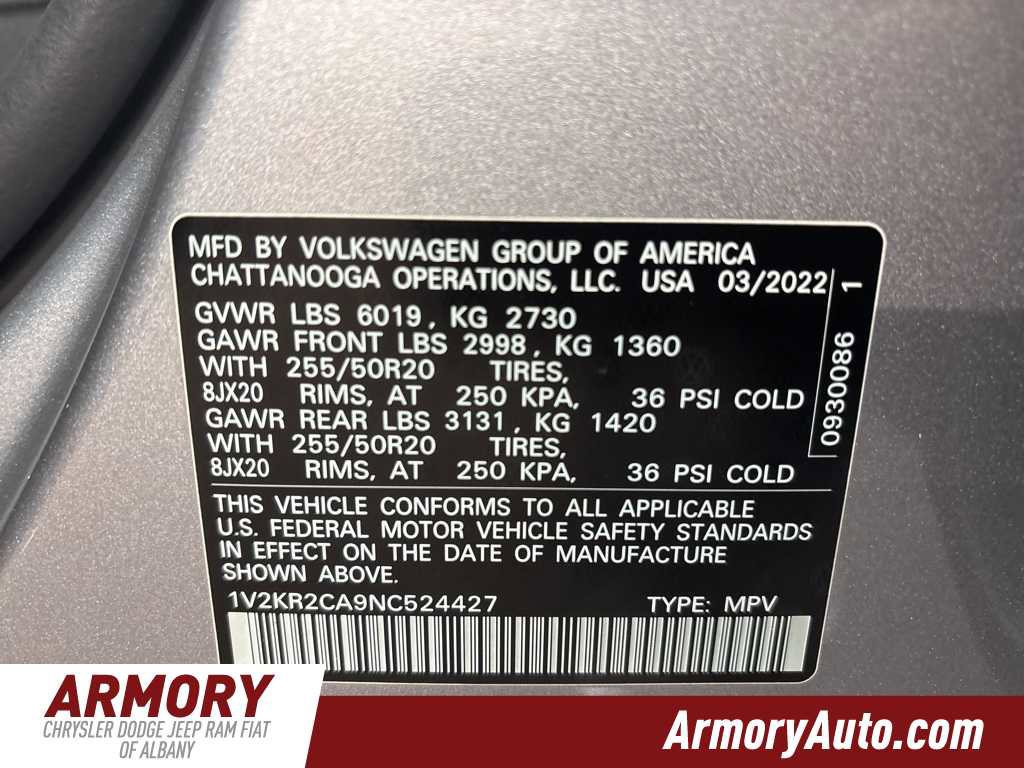 MFD BY VOLKSWAGEN GROUP OF AMERICA
CHATTANOOGA OPERATIONS, LLC. USA 03/2022
GVWR LBS 6019, KG 2730
GAWR FRONT LBS 2998, KG 1360
WITH 255/50R20 TIRES,
8JX20 RIMS, AT 250 KPA, 36 PSI COLD
GAWR REAR LBS 3131, KG 1420
WITH 255/50R20 TIRES,
8JX20 RIMS, AT 250 KPA, 36 PSI COLD
0930086 1
THIS VEHICLE CONFORMS TO ALL APPLICABLE
U.S. FEDERAL MOTOR VEHICLE SAFETY STANDARDS
IN EFFECT ON THE DATE OF MANUFACTURE
SHOWN ABOVE.
1V2KR2CA9NC524427 TYPE: MPV
ARMORY
CHRYSLER DODGE JEEP RAM FIAT
OF ALBANY
ArmoryAuto.com